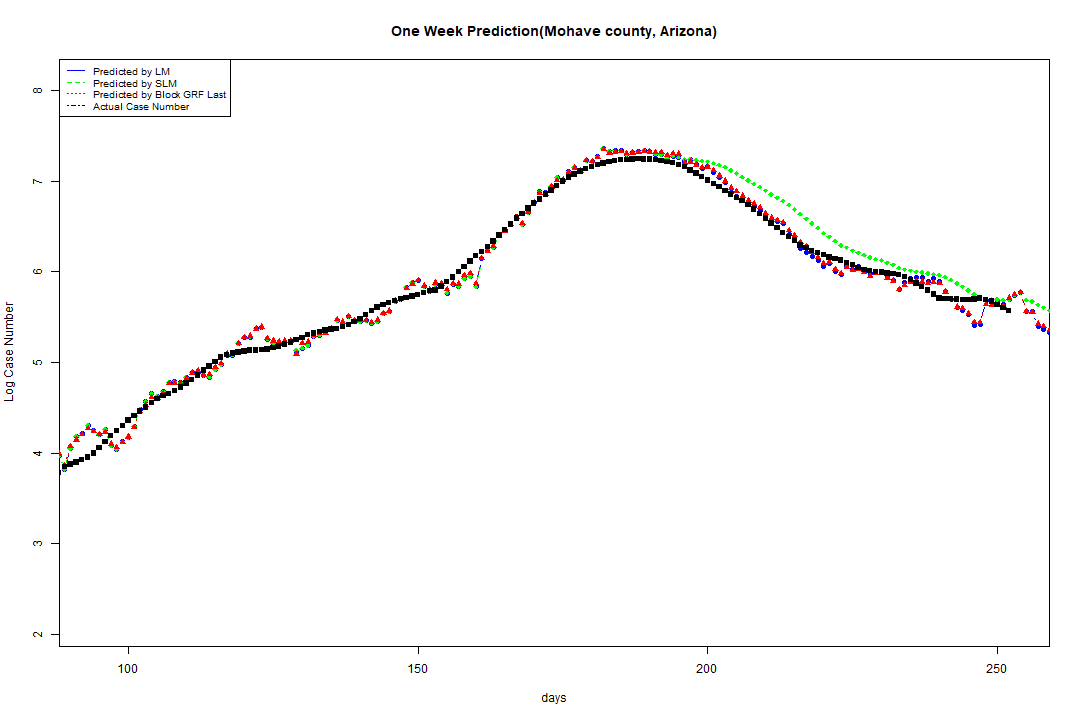 One Week Prediction(Mohave county, Arizona)
Predicted by LM
Predicted by SLM
Predicted by Block GRF Last
Actual Case Number
8
7
6
5
4
3
2
Log Case Number
100 150 200 250
days